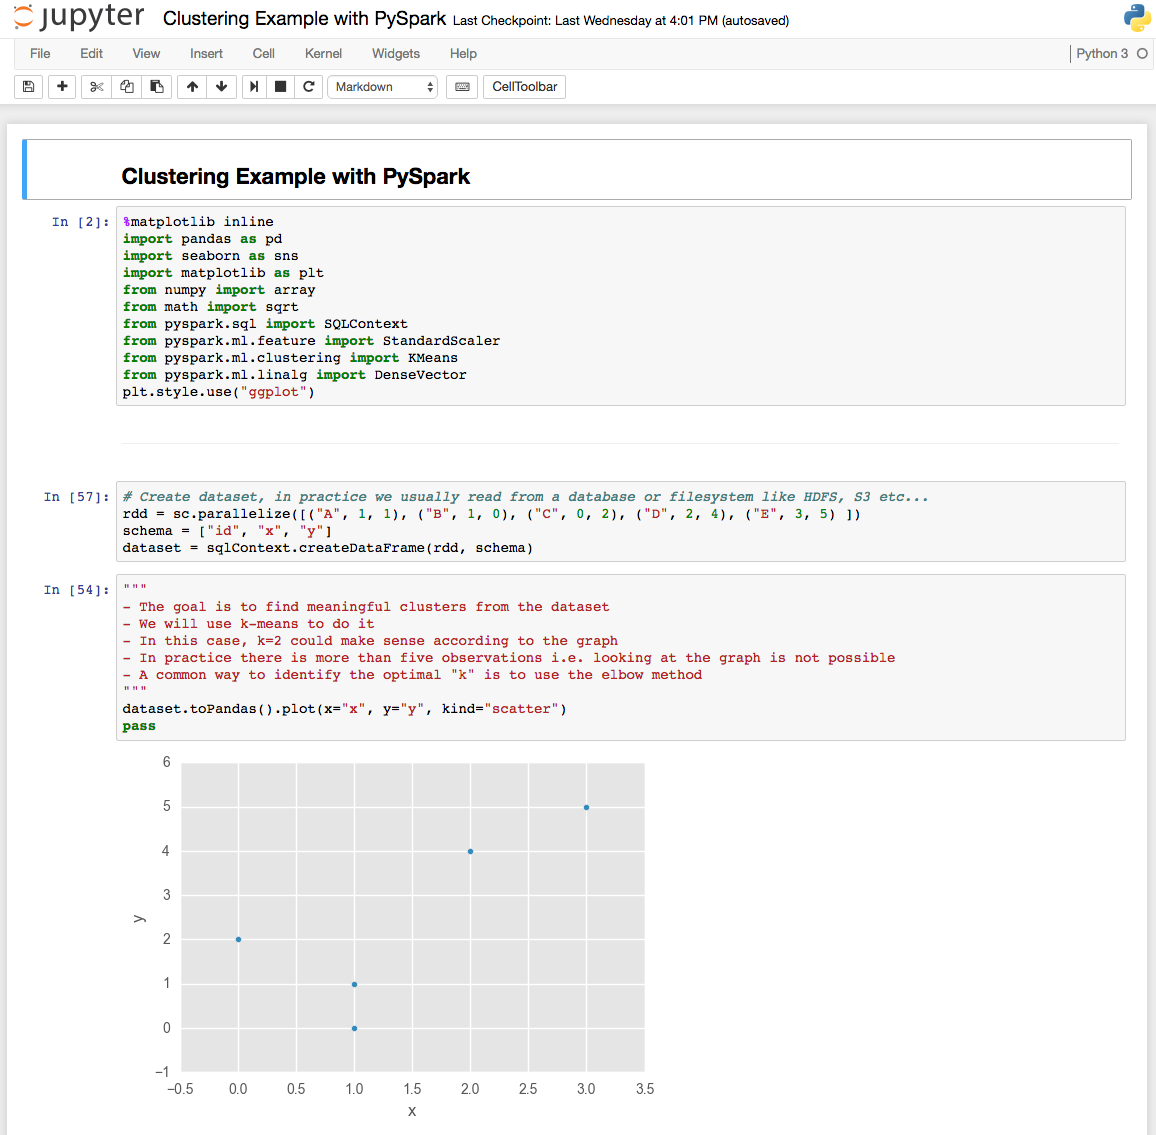 jupyter Clustering Example with PySpark Last Checkpoint: Last Wednesday at 4:01 PM (autosaved)
File Edit View Insert Cell Kernel Widgets Help Python 3
Markdown CellToolbar
Clustering Example with PySpark
In [2]: %matplotlib inline
import pandas as pd
import seaborn as sns
import matplotlib as plt
from numpy import array
from math import sqrt
from pyspark.sql import SQLContext
from pyspark.ml.feature import StandardScaler
from pyspark.ml.clustering import KMeans
from pyspark.ml.linalg import DenseVector
plt.style.use("ggplot")
In [57]: # Create dataset, in practice we usually read from a database or filesystem like HDFS, S3 etc...
rdd = sc.parallelize([("A", 1, 1), ("B", 1, 0), ("C", 0, 2), ("D", 2, 4), ("E", 3, 5) ])
schema = ["id", "x", "y"]
dataset = sqlContext.createDataFrame(rdd, schema)
In [54]: """
- The goal is to find meaningful clusters from the dataset
- We will use k-means to do it
- In this case, k=2 could make sense according to the graph
- In practice there is more than five observations i.e. looking at the graph is not possible
- A common way to identify the optimal "k" is to use the elbow method
"""
dataset.toPandas().plot(x="x", y="y", kind="scatter")
pass
6
5
4
3
y
2
1
0
−1
−0.5 0.0 0.5 1.0 1.5 2.0 2.5 3.0 3.5
x